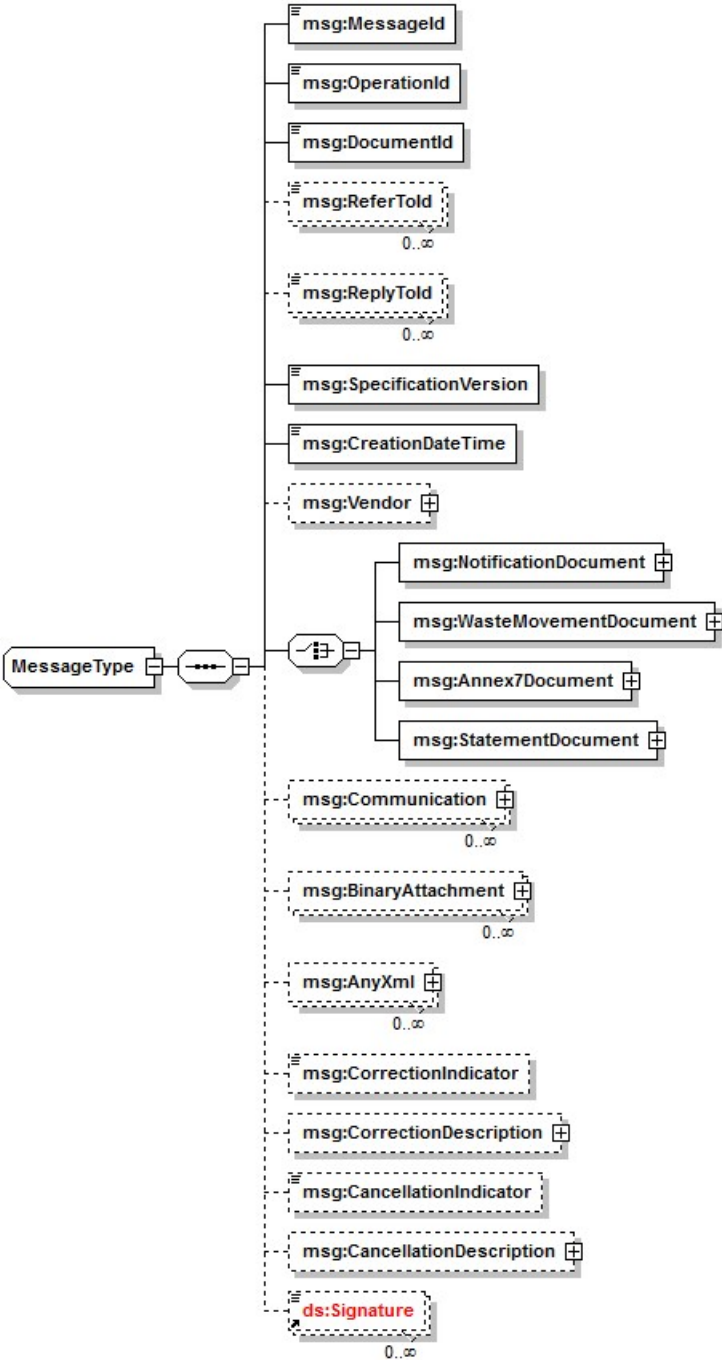 msg:MessageId
msg:OperationId
msg:DocumentId
msg:ReferToId
0..∞
msg:ReplyToId
0..∞
msg:SpecificationVersion
msg:CreationDateTime
msg:Vendor
msg:NotificationDocument
msg:WasteMovementDocument
MessageType
msg:Annex7Document
msg:StatementDocument
msg:Communication
0..∞
msg:BinaryAttachment
0..∞
msg:AnyXml
0..∞
msg:CorrectionIndicator
msg:CorrectionDescription
msg:CancellationIndicator
msg:CancellationDescription
ds:Signature
0..∞